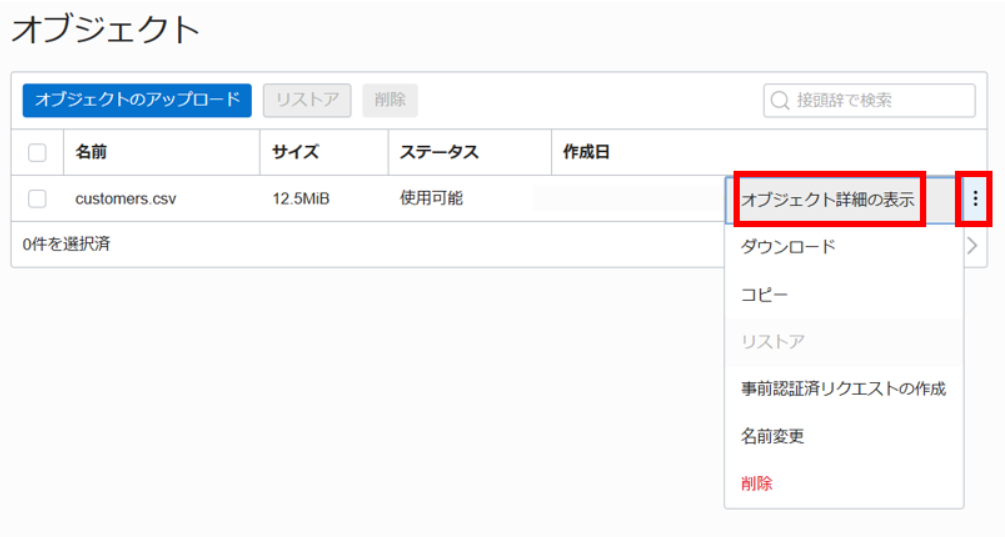 オブジェクト
オブジェクトのアップロード リストア 削除 接頭辞で検索
名前 サイズ ステータス 作成日
customers.csv 12.5MiB 使用可能 オブジェクト詳細の表示
0件を選択済 ダウンロード
コピー
リストア
事前認証済リクエストの作成
名前変更
削除